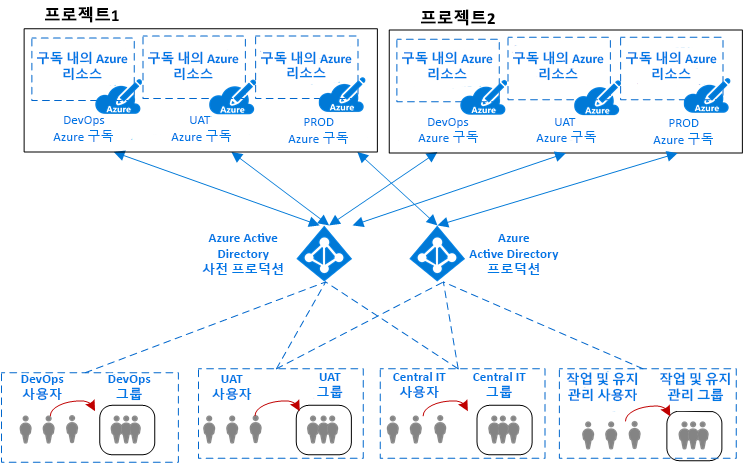 프로젝트1
프로젝트2
구독 내의 Azure
리소스
구독 내의 Azure
리소스
구독 내의 Azure
리소스
구독 내의 Azure
리소스
구독 내의 Azure
리소스
구독 내의 Azure
리소스
Azure
Azure
Azure
Azure
Azure
Azure
DevOps
Azure 구독
UAT
Azure 구독
PROD
Azure 구독
DevOps
Azure 구독
UAT
Azure 구독
PROD
Azure 구독
Azure Active
Directory
사전 프로덕션
Azure
Active Directory
프로덕션
DevOps
사용자
DevOps
그룹
UAT
사용자
UAT
그룹
Central IT
사용자
Central IT
그룹
작업 및 유지
관리 사용자
작업 및 유지
관리 그룹